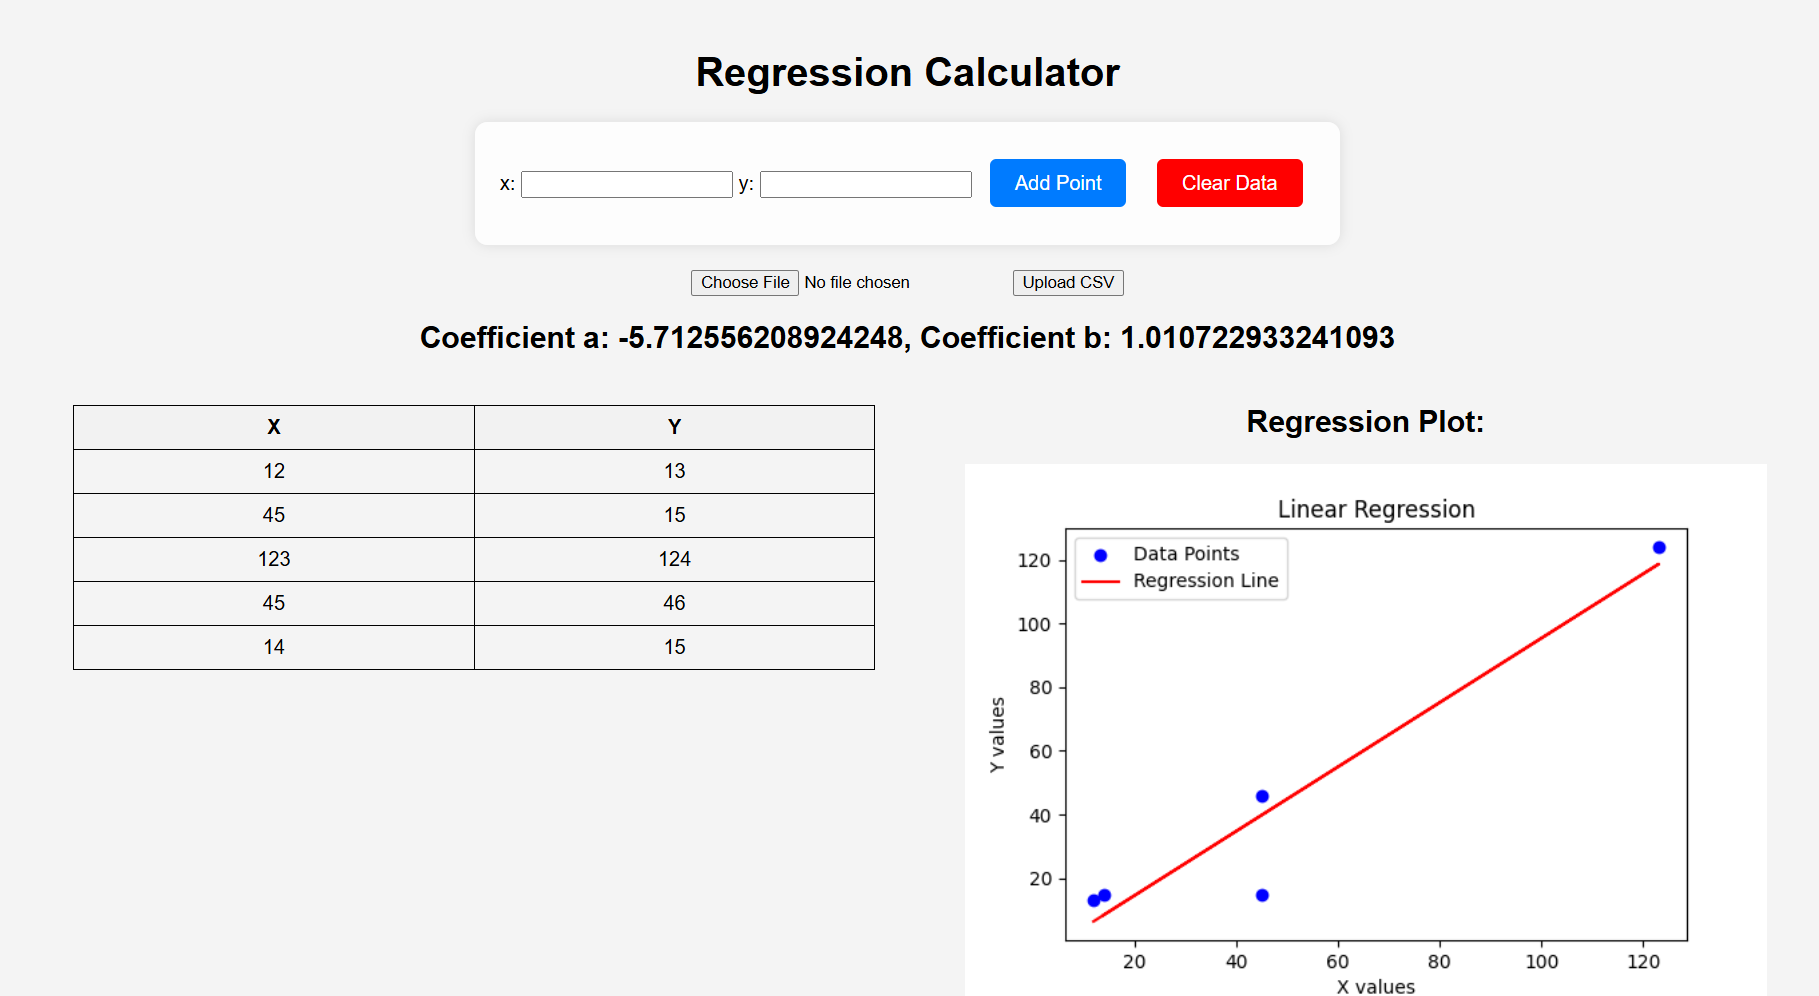 Regression Calculator
x: y: Add Point Clear Data
Choose File No file chosen Upload CSV
Coefficient a: -5.712556208924248, Coefficient b: 1.010722933241093
X Y
12 13
45 15
123 124
45 46
14 15
Regression Plot:
Linear Regression
Data Points
Regression Line
120
100
80
60
40
20
Y values
20 40 60 80 100 120
X values